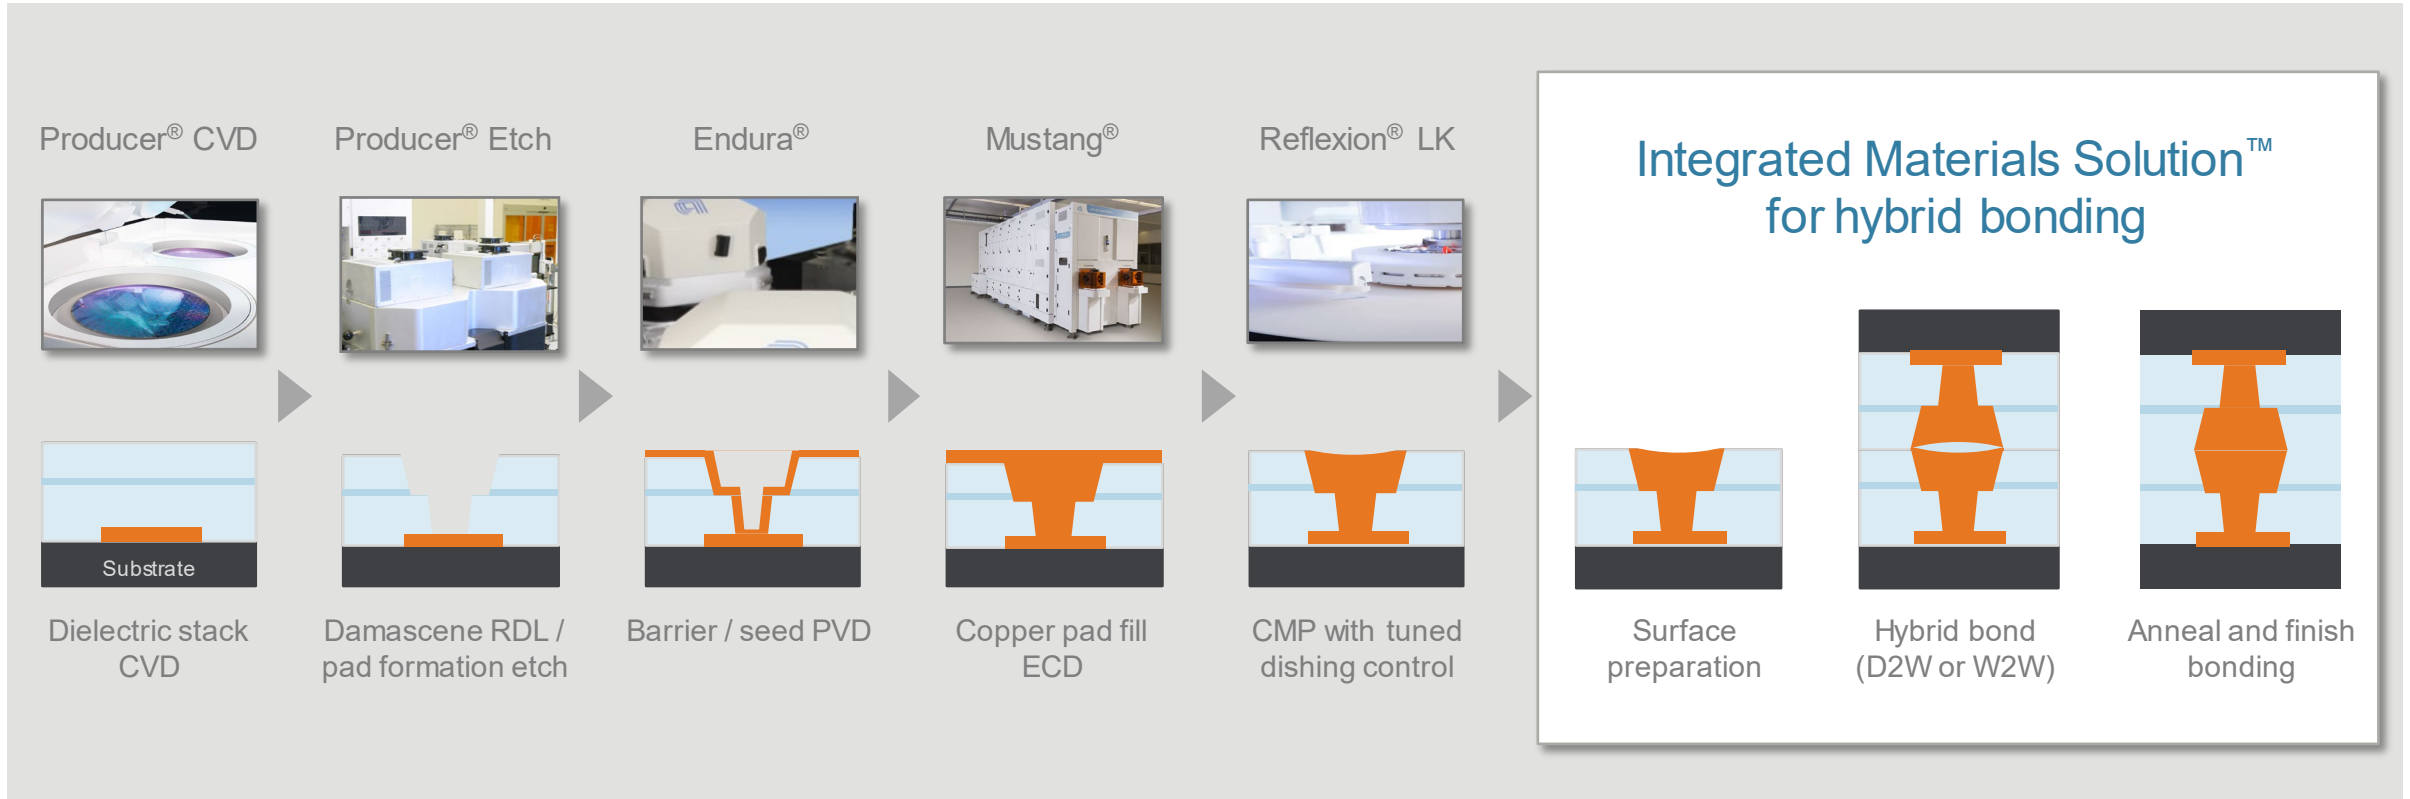 Producer® CVD
Producer® Etch
Endura®
Mustang®
Reflexion® LK
Integrated Materials Solution™
for hybrid bonding
Substrate
Dielectric stack
CVD
Damascene RDL /
pad formation etch
Barrier / seed PVD
Copper pad fill
ECD
CMP with tuned
dishing control
Surface
preparation
Hybrid bond
(D2W or W2W)
Anneal and finish
bonding